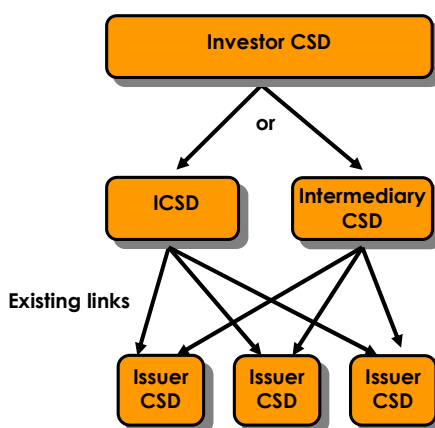 Investor CSD
or
ICSD
Intermediary
CSD
Existing links
Issuer
CSD
Issuer
CSD
Issuer
CSD